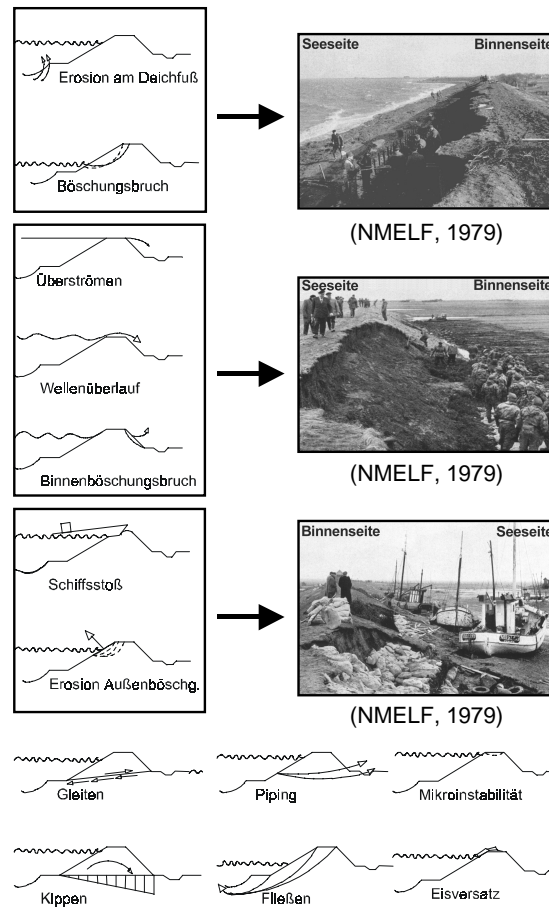 Erosion am Deichfuß
Böschungsbruch
Seeseite Binnenseite
(NMELF, 1979)
Überströmen
Wellenüberlauf
Binnenböschungsbruch
Seeseite Binnenseite
(NMELF, 1979)
Schiffsstoß
Erosion Außenböschg.
Binnenseite Seeseite
(NMELF, 1979)
Gleiten Piping Mikroinstabilität
Kippen Fließen Eisversatz